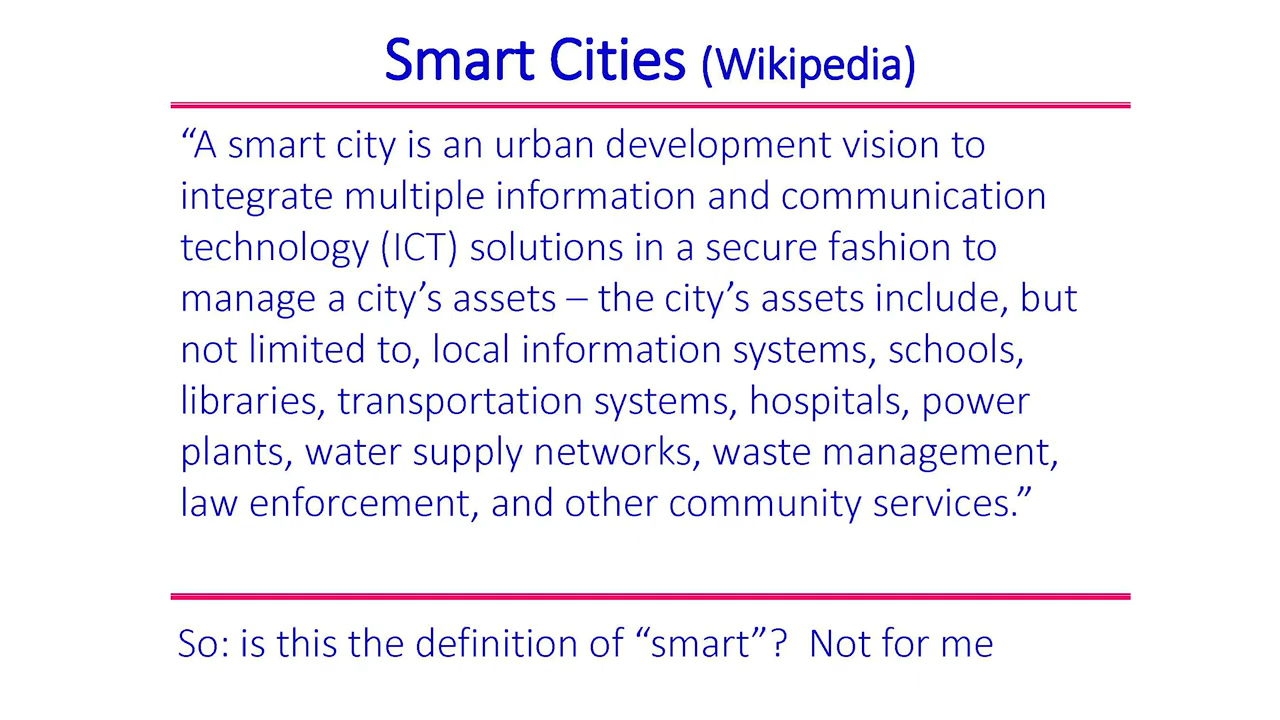 Smart Cities (Wikipedia)
“A smart city is an urban development vision to
integrate multiple information and communication
technology (ICT) solutions in a secure fashion to
manage a city’s assets – the city’s assets include, but
not limited to, local information systems, schools,
libraries, transportation systems, hospitals, power
plants, water supply networks, waste management,
law enforcement, and other community services.”
So: is this the definition of “smart”?  Not for me